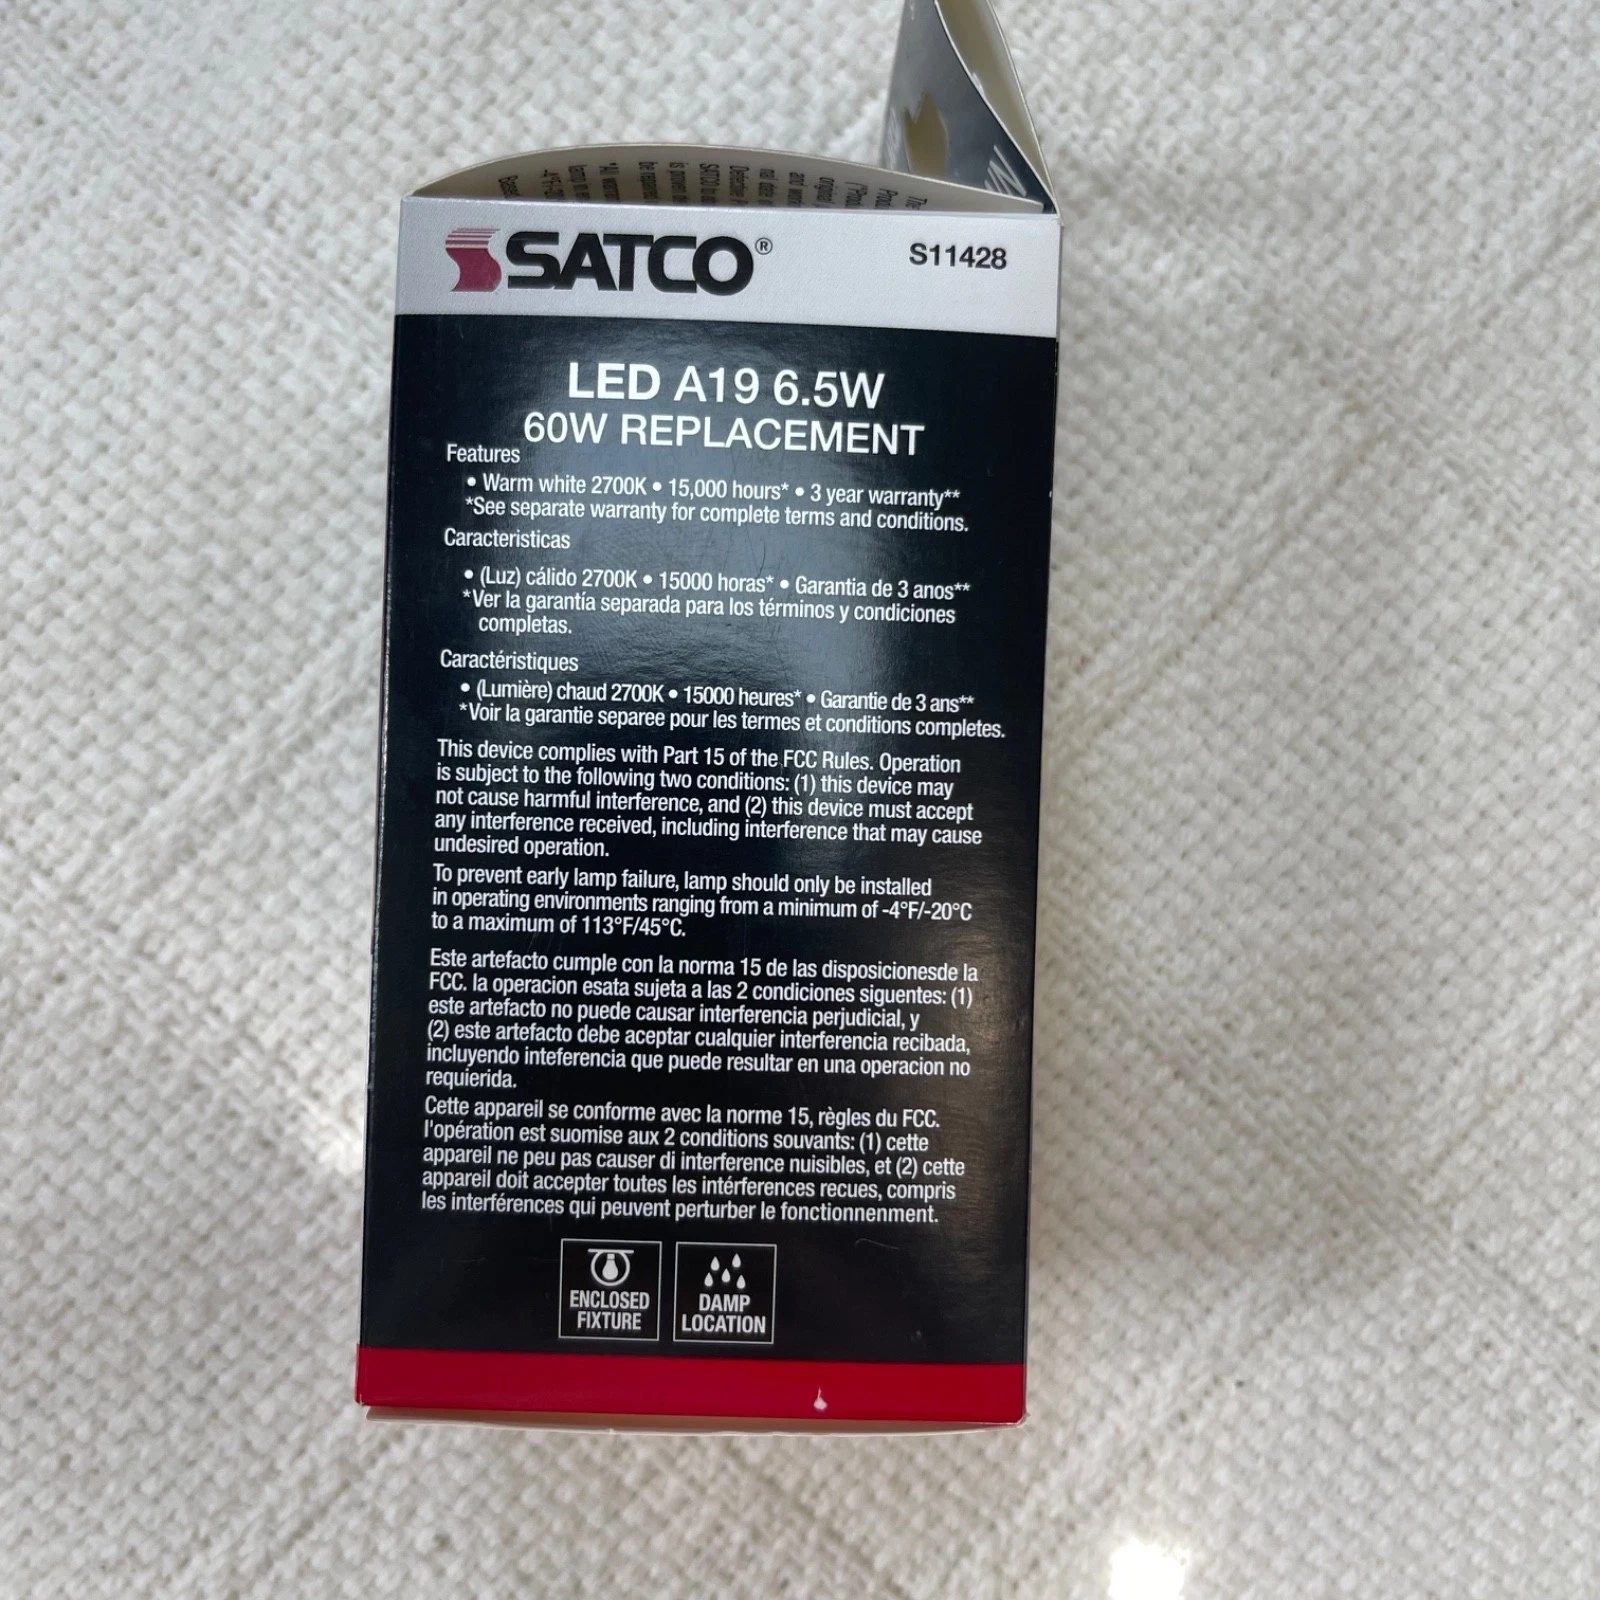 SATCO®
S11428
LED A19 6.5W
60W REPLACEMENT
Features
• Warm white 2700K • 15,000 hours* • 3 year warranty**
*See separate warranty for complete terms and conditions.
Caracteristicas
• (Luz) cálido 2700K • 15000 horas* • Garantia de 3 anos**
*Ver la garantía separada para los términos y condiciones
completas.
Caractéristiques
• (Lumière) chaud 2700K • 15000 heures* • Garantie de 3 ans**
*Voir la garantie separee pour les termes et conditions completes.
This device complies with Part 15 of the FCC Rules. Operation
is subject to the following two conditions: (1) this device may
not cause harmful interference, and (2) this device must accept
any interference received, including interference that may cause
undesired operation.
To prevent early lamp failure, lamp should only be installed
in operating environments ranging from a minimum of -4°F/-20°C
to a maximum of 113°F/45°C.
Este artefacto cumple con la norma 15 de las disposicionesde la
FCC. la operacion esata sujeta a las 2 condiciones siguentes: (1)
este artefacto no puede causar interferencia perjudicial, y
(2) este artefacto debe aceptar cualquier interferencia recibada,
incluyendo inteferencia que puede resultar en una operacion no
requierida.
Cette appareil se conforme avec la norme 15, règles du FCC.
l'opération est suomise aux 2 conditions souvants: (1) cette
appareil ne peu pas causer di interference nuisibles, et (2) cette
appareil doit accepter toutes les intérferences recues, compris
les interférences qui peuvent perturber le fonctionnenment.
ENCLOSED
FIXTURE
DAMP
LOCATION